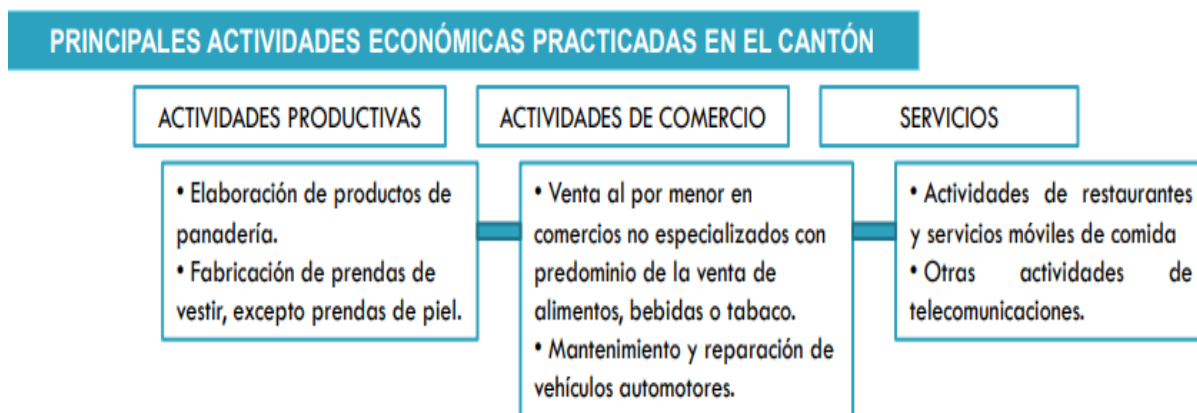 PRINCIPALES ACTIVIDADES ECONÓMICAS PRACTICADAS EN EL CANTÓN
ACTIVIDADES PRODUCTIVAS
• Elaboración de productos de
panadería.
• Fabricación de prendas de
vestir, excepto prendas de piel.
ACTIVIDADES DE COMERCIO
• Venta al por menor en
comercios no especializados con
predominio de la venta de
alimentos, bebidas o tabaco.
• Mantenimiento y reparación de
vehículos automotores.
SERVICIOS
• Actividades de restaurantes
y servicios móviles de comida
• Otras actividades de
telecomunicaciones.